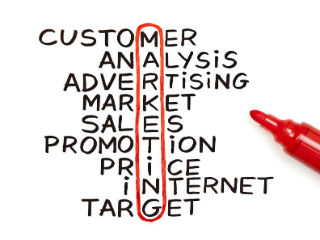 CUSTOMER
ANALYSiS
ADVERTiSiNG
MARKET
SALES
PROMOTiON
PRiCE
iNTERNET
TARGET